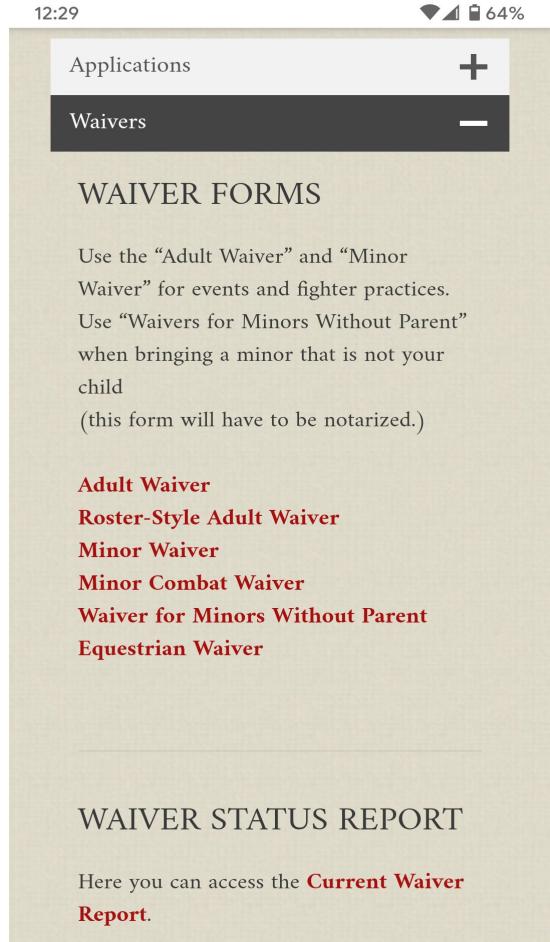 12:29
64%
Applications
Waivers
WAIVER FORMS
Use the “Adult Waiver” and “Minor
Waiver” for events and fighter practices.
Use “Waivers for Minors Without Parent”
when bringing a minor that is not your
child
(this form will have to be notarized.)
Adult Waiver
Roster-Style Adult Waiver
Minor Waiver
Minor Combat Waiver
Waiver for Minors Without Parent
Equestrian Waiver
WAIVER STATUS REPORT
Here you can access the Current Waiver
Report.